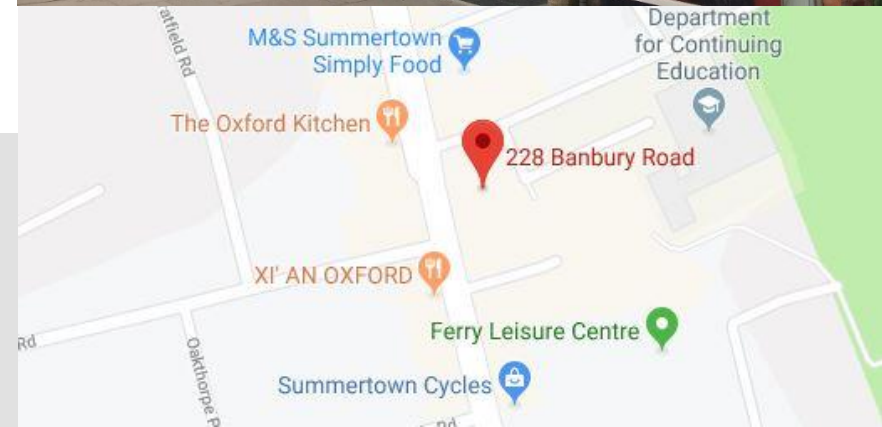 Department
for Continuing
Education
M&S Summertown
Simply Food
The Oxford Kitchen
228 Banbury Road
XI' AN OXFORD
Ferry Leisure Centre
Rd
Summertown Cycles